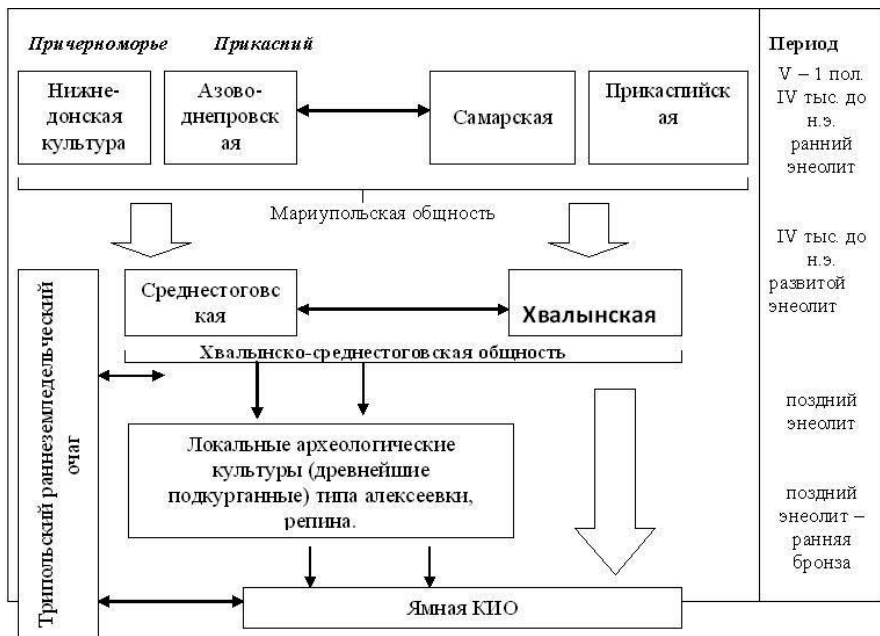 Причерноморье
Прикаспий
Период
Нижне-
донская
культура
Азово-
днепровск
ая
Самарская
Прикаспийск
ая
V – 1 пол.
IV тыс. до
н.э.
ранний
энеолит
Мариупольская общность
IV тыс. до
н.э.
развитой
энеолит
Среднестоговс
кая
Хвалынская
Хвалынско-среднестоговская общность
Трипольский раннеземледельческий
очаг
поздний
энеолит
Локальные археологические
культуры (древнейшие
подкурганные) типа алексеевки,
репина.
поздний
энеолит –
ранняя
бронза
Ямная КИО